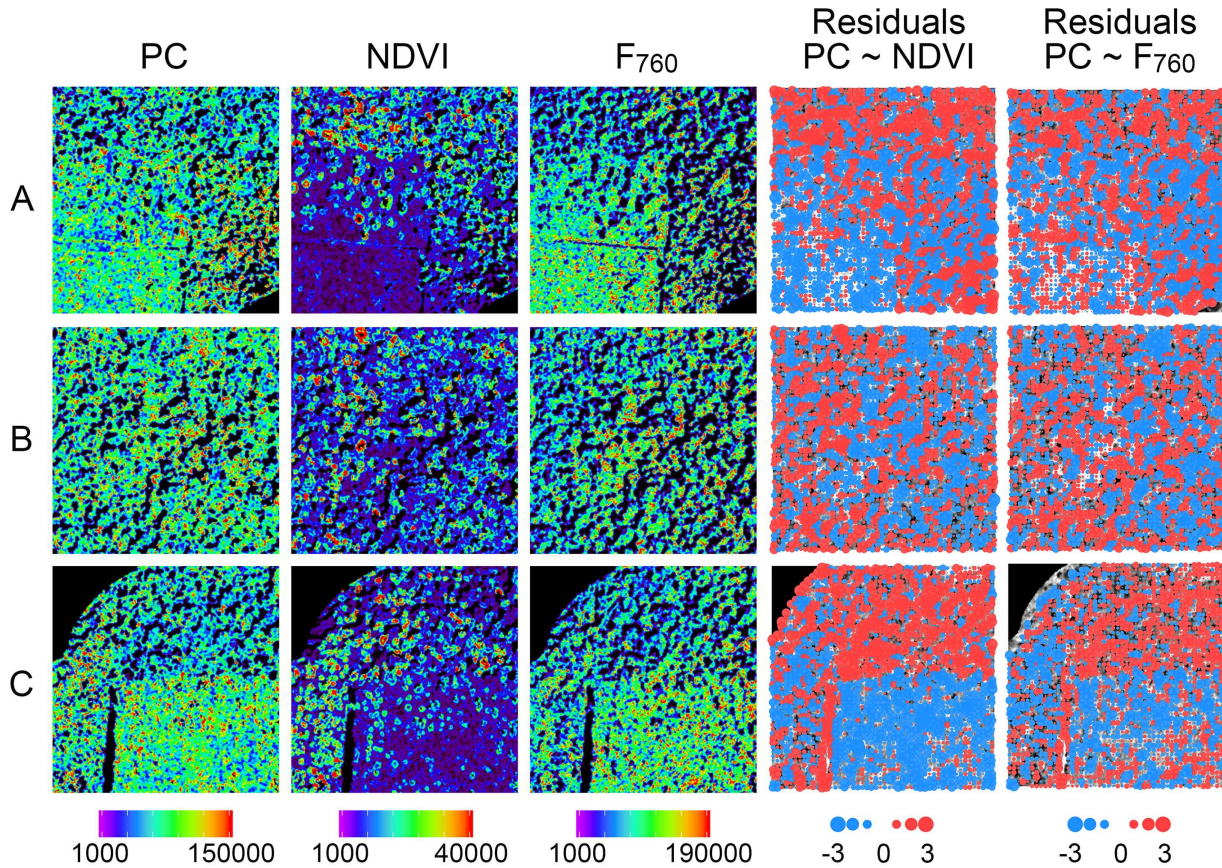 Residuals Residuals
PC NDVI F₇₆₀ PC ~ NDVI PC ~ F₇₆₀
A
B
C
1000 150000 1000 40000 1000 190000 -3 0 3 -3 0 3